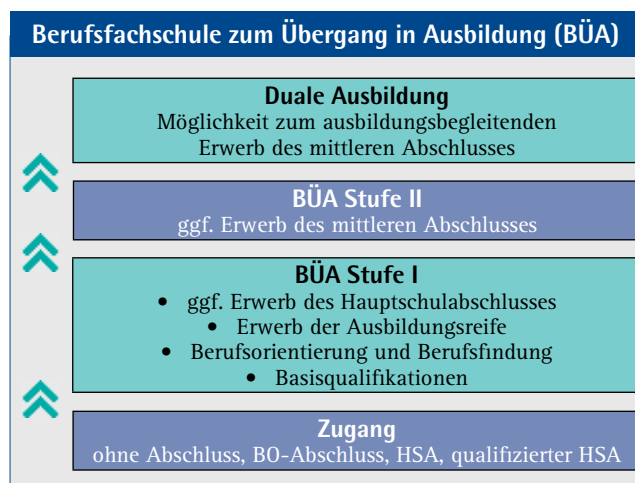 Berufsfachschule zum Übergang in Ausbildung (BÜA)
Duale Ausbildung
Möglichkeit zum ausbildungsbegleitenden
Erwerb des mittleren Abschlusses
BÜA Stufe II
ggf. Erwerb des mittleren Abschlusses
BÜA Stufe I
• ggf. Erwerb des Hauptschulabschlusses
• Erwerb der Ausbildungsreife
• Berufsorientierung und Berufsfindung
• Basisqualifikationen
Zugang
ohne Abschluss, BO-Abschluss, HSA, qualifizierter HSA